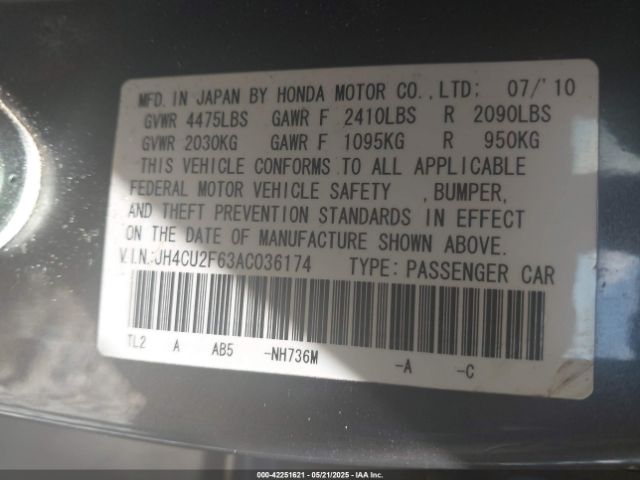 MFD. IN JAPAN BY HONDA MOTOR CO.,LTD: 07/'10
GVWR 4475LBS GAWR F 2410LBS R 2090LBS
GVWR 2030KG GAWR F 1095KG R 950KG
THIS VEHICLE CONFORMS TO ALL APPLICABLE
FEDERAL MOTOR VEHICLE SAFETY , BUMPER,
AND THEFT PREVENTION STANDARDS IN EFFECT
ON THE DATE OF MANUFACTURE SHOWN ABOVE.
V.I.N.:JH4CU2F63AC036174 TYPE: PASSENGER CAR
TL2 A AB5 -NH736M -A -C
000-42251621 - 05/21/2025 - IAA Inc.